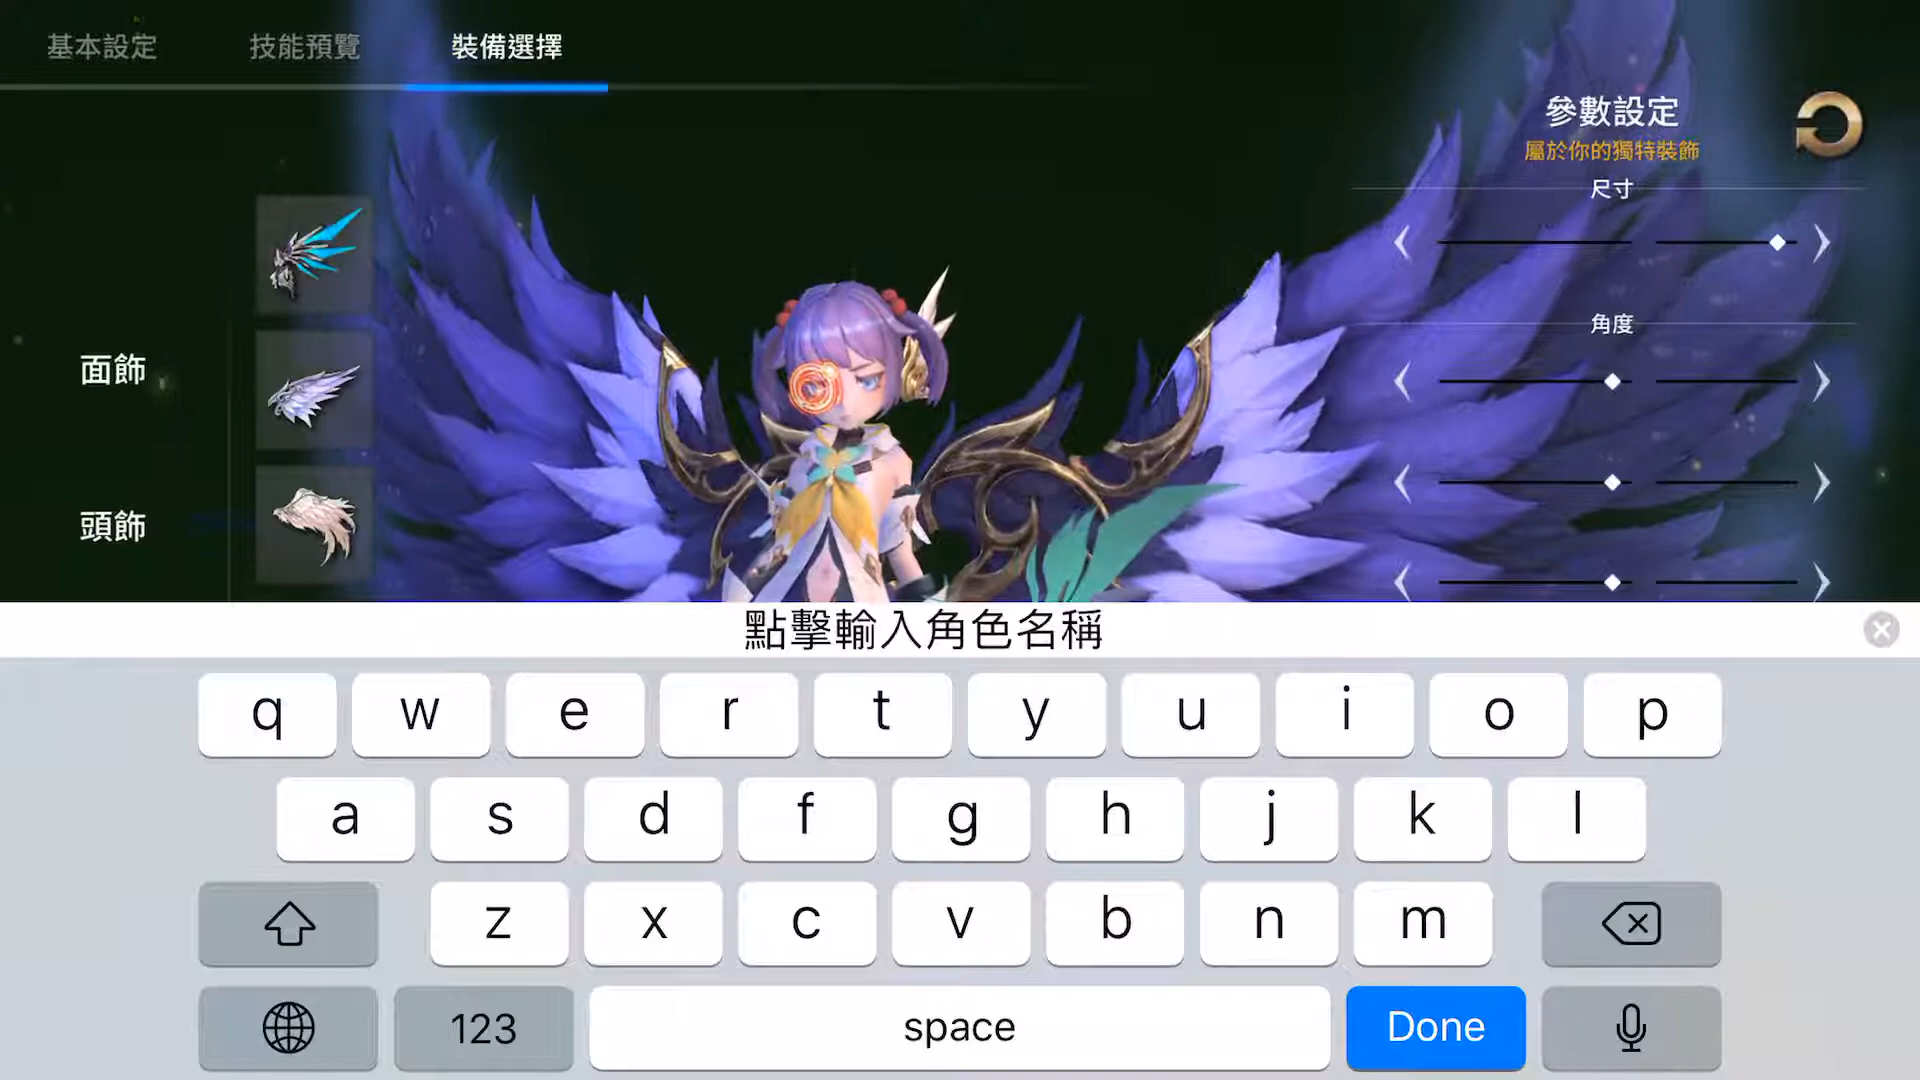 基本設定
技能預覽
裝備選擇
參數設定
屬於你的獨特裝飾
尺寸
角度
面飾
頭飾
點擊輸入角色名稱
q w e r t y u i o p
a s d f g h j k l
z x c v b n m
123 space Done